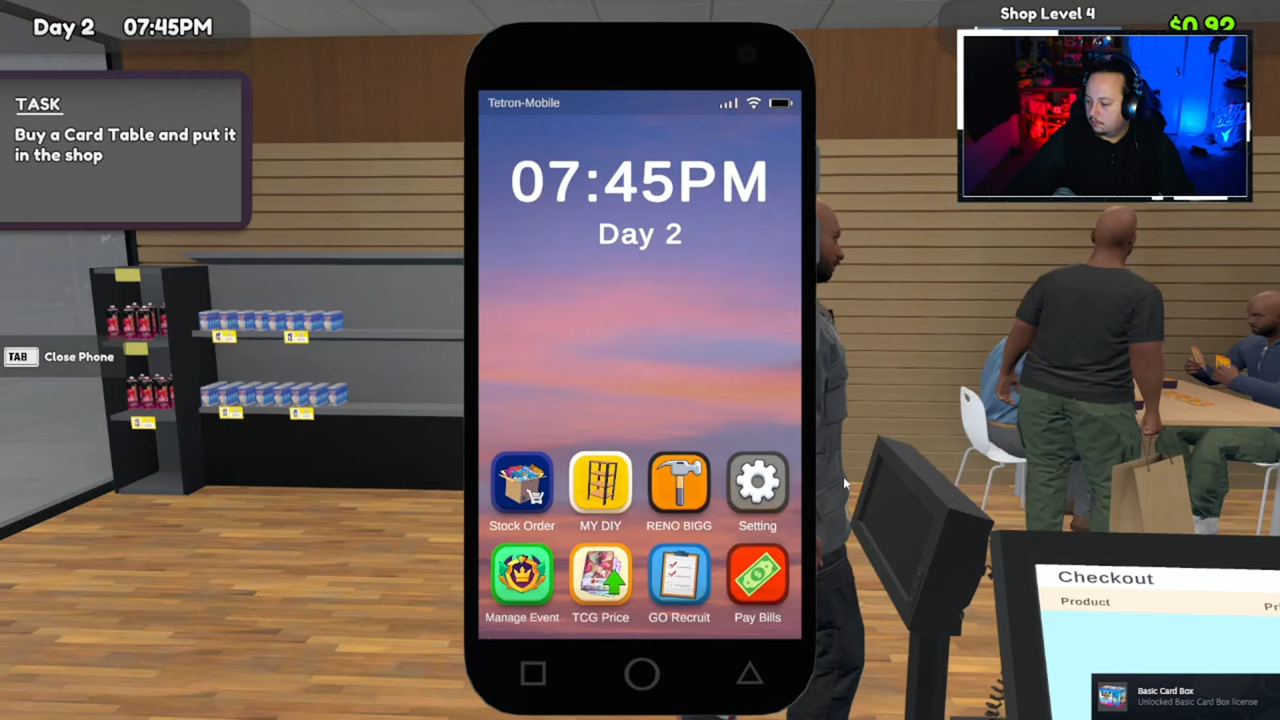 Day 2 07:45PM
Shop Level 4
$0.92
TASK
Buy a Card Table and put it
in the shop
TAB Close Phone
Tetron-Mobile
07:45PM
Day 2
Stock Order MY DIY RENO BIGG Setting
Manage Event TCG Price GO Recruit Pay Bills
Checkout
Product
Basic Card Box
Unlocked Basic Card Box license